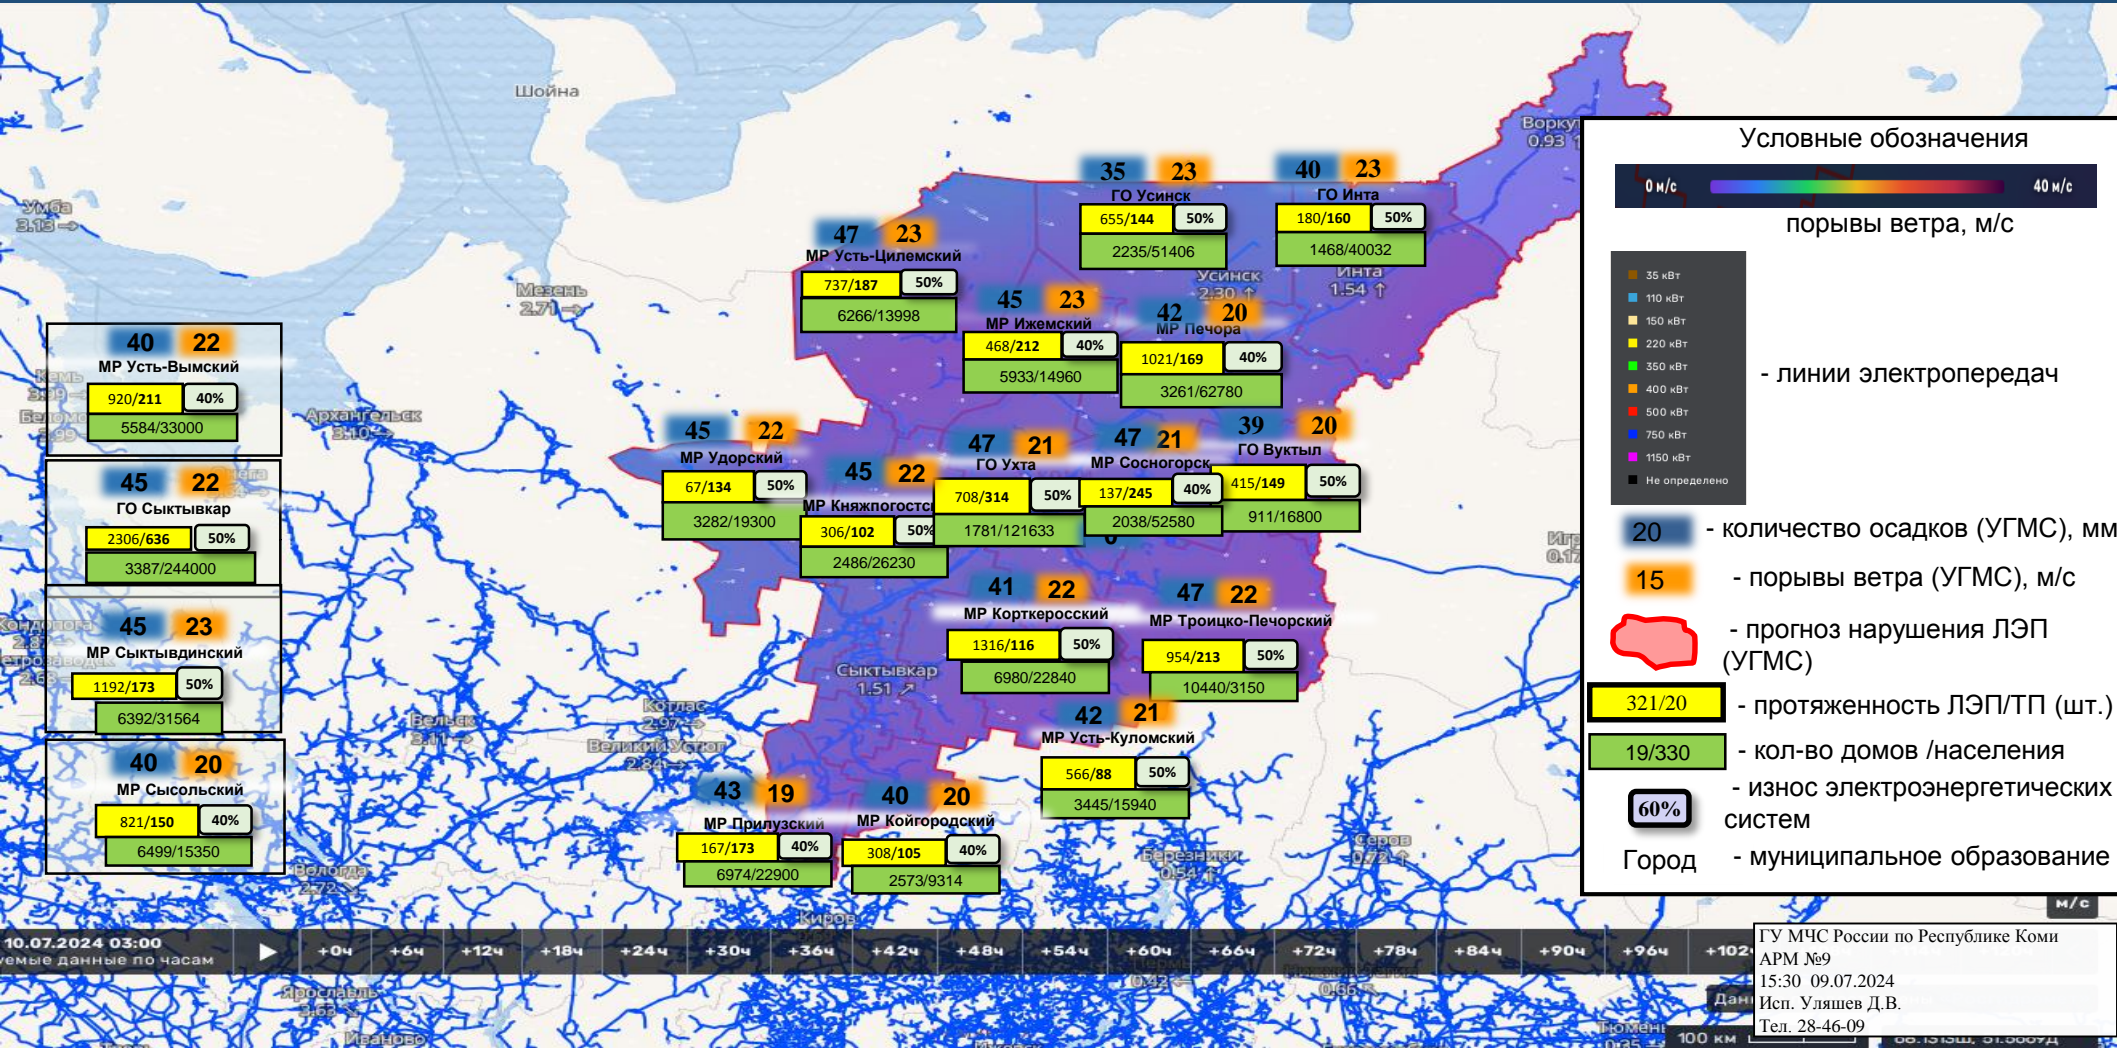 Шойна
Воркут
0.93 ↑
Умба
3.13 →
Мезень
2.71 →
35 23
ГО Усинск
655/144 50%
2235/51406
40 23
ГО Инта
180/160 50%
1468/40032
Усинск
2.30 ↑
Инта
1.54 ↑
47 23
МР Усть-Цилемский
737/187 50%
6266/13998
45 23
МР Ижемский
468/212 40%
5933/14960
42 20
МР Печора
1021/169 40%
3261/62780
40 22
МР Усть-Вымский
920/211 40%
5584/33000
Кемь
Архангельск
3.10
45 22
МР Удорский
67/134 50%
3282/19300
45 22
МР Княжпогостс
306/102 50%
2486/26230
47 21
ГО Ухта
708/314 50%
1781/121633
47 21
МР Сосногорск
137/245 40%
2038/52580
39 20
ГО Вуктыл
415/149 50%
911/16800
45 22
ГО Сыктывкар
2306/636 50%
3387/244000
45 23
МР Сыктывдинский
1192/173 50%
6392/31564
40 20
МР Сысольский
821/150 40%
6499/15350
41 22
МР Корткеросский
1316/116 50%
6980/22840
47 22
МР Троицко-Печорский
954/213 50%
10440/3150
Сыктывкар
1.51 ↗
Котлас
2.97 →
Вельск
3.11 →
Великий Устюг
2.84 →
42 21
МР Усть-Куломский
566/88 50%
3445/15940
43 19
МР Прилузский
167/173 40%
6974/22900
40 20
МР Койгородский
308/105 40%
2573/9314
Березники
0.54
Серов
0.72
Вологда
2.72
Киров
Условные обозначения
0 м/с 40 м/с
порывы ветра, м/с
35 кВт
110 кВт
150 кВт
220 кВт
350 кВт
400 кВт
500 кВт
750 кВт
1150 кВт
Не определено
- линии электропередач
20 - количество осадков (УГМС), мм
15 - порывы ветра (УГМС), м/с
- прогноз нарушения ЛЭП
(УГМС)
321/20 - протяженность ЛЭП/ТП (шт.)
19/330 - кол-во домов /населения
60% - износ электроэнергетических
систем
Город - муниципальное образование
м/с
10.07.2024 03:00
уемые данные по часам
+0ч +6ч +12ч +18ч +24ч +30ч +36ч +42ч +48ч +54ч +60ч +66ч +72ч +78ч +84ч +90ч +96ч +102
Ярославль
Иваново
Тюмень
Дан
100 км
ГУ МЧС России по Республике Коми
АРМ №9
15:30 09.07.2024
Исп. Уляшев Д.В.
Тел. 28-46-09